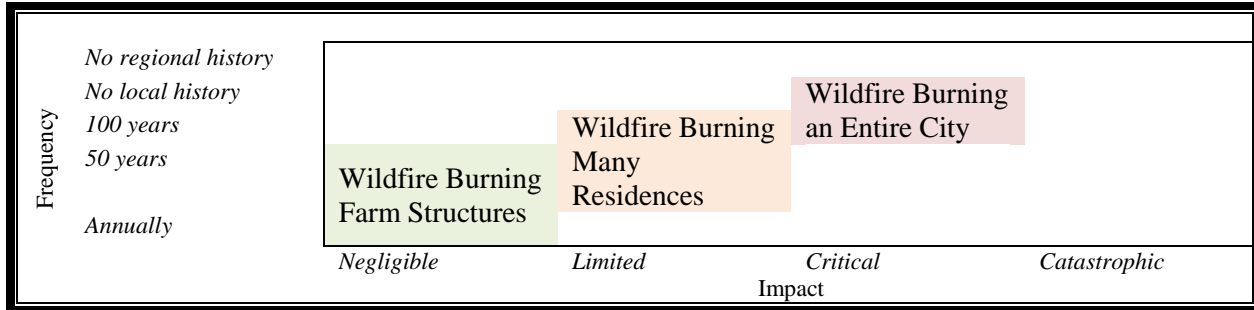 Frequency
No regional history
No local history
100 years
50 years
Annually
Wildfire Burning
Farm Structures
Wildfire Burning
Many
Residences
Wildfire Burning
an Entire City
Negligible
Limited
Critical
Catastrophic
Impact